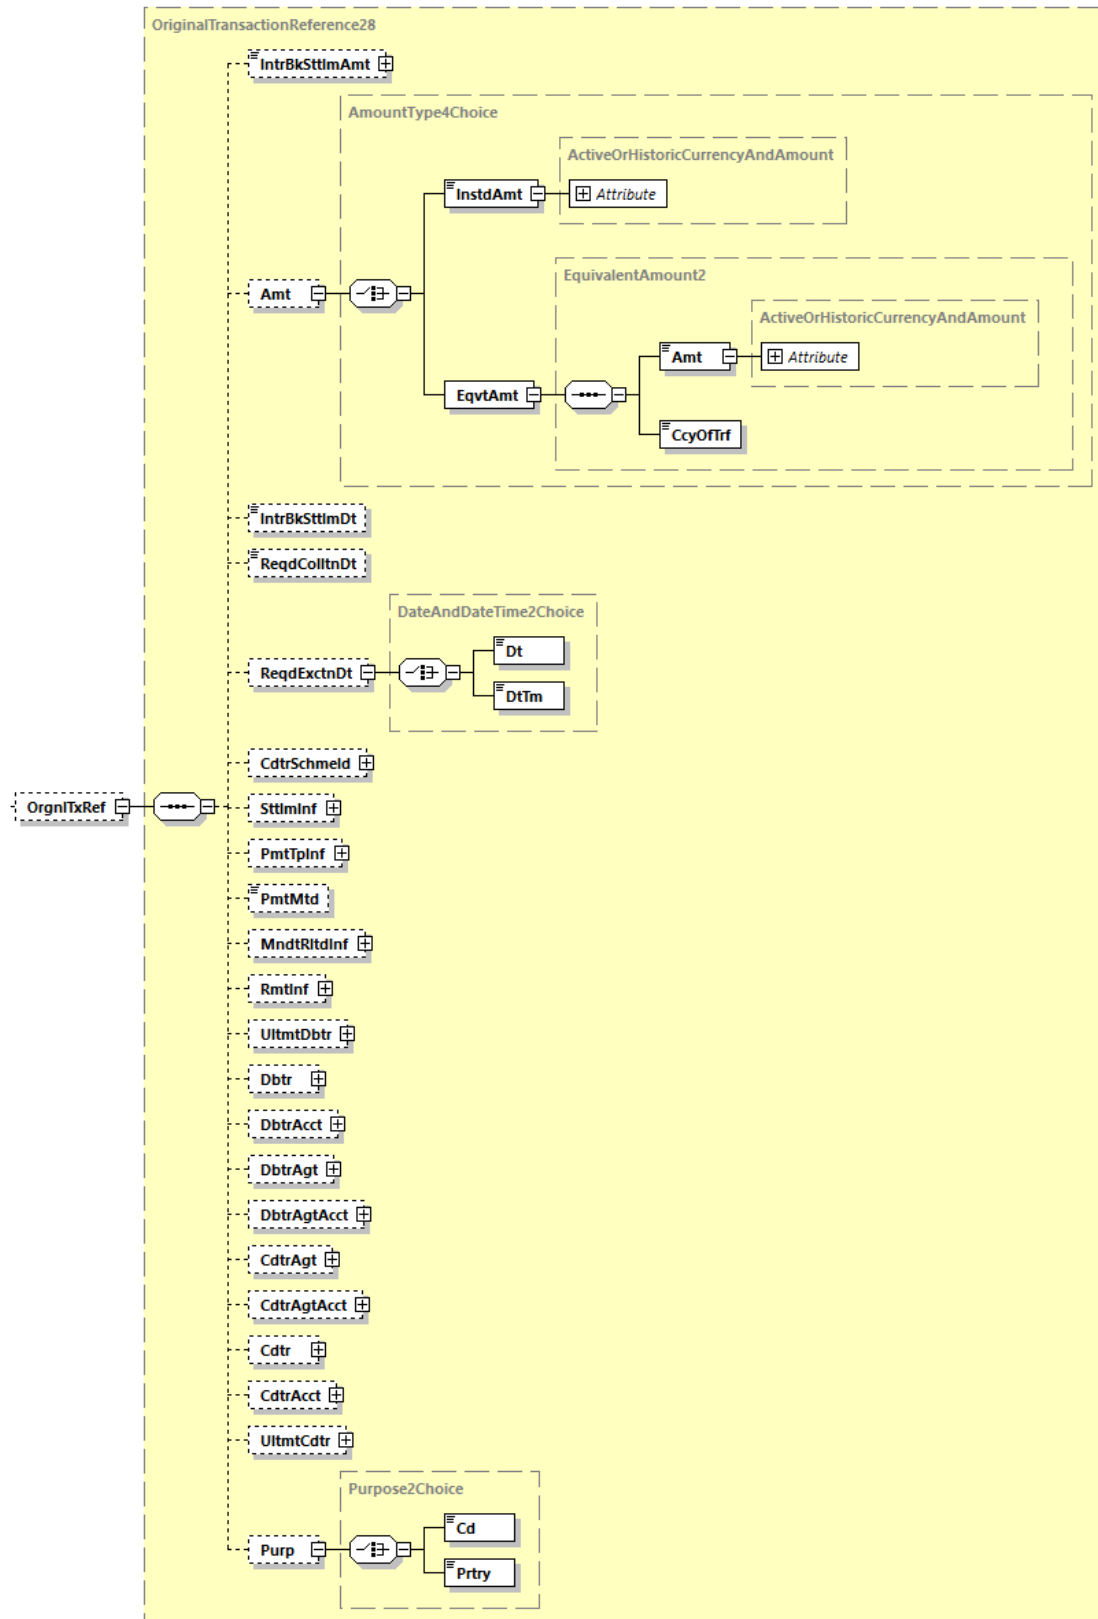 OriginalTransactionReference28
IntrBkSttlmAmt
AmountType4Choice
ActiveOrHistoricCurrencyAndAmount
InstdAmt
Attribute
EquivalentAmount2
Amt
ActiveOrHistoricCurrencyAndAmount
Amt
Attribute
EqvtAmt
CcyOfTrf
IntrBkSttlmDt
ReqdColltnDt
DateAndDateTime2Choice
Dt
ReqdExctnDt
DtTm
CdtrSchmeId
OrgnlTxRef
SttlmInf
PmtTpInf
PmtMtd
MndtRltdInf
RmtInf
UltmtDbtr
Dbtr
DbtrAcct
DbtrAgt
DbtrAgtAcct
CdtrAgt
CdtrAgtAcct
Cdtr
CdtrAcct
UltmtCdtr
Purpose2Choice
Cd
Purp
Prtry